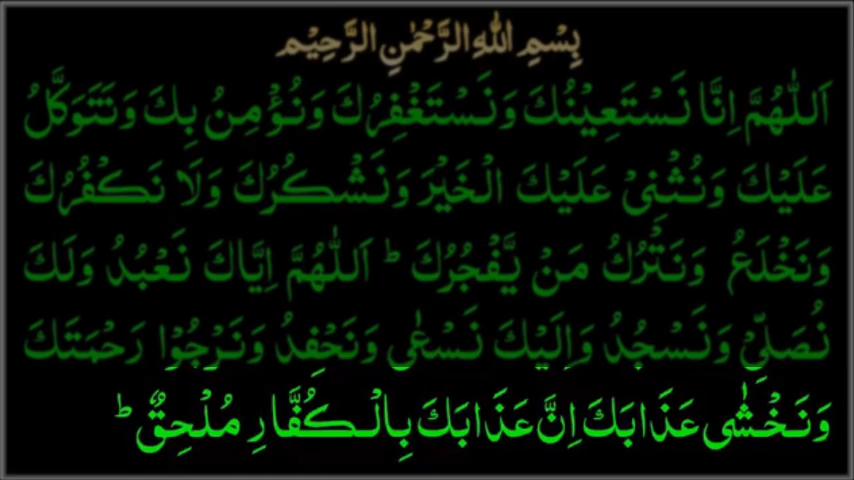 بِسْمِ اللهِ الرَّحْمٰنِ الرَّحِيْمِ
اَللّٰهُمَّ اِنَّا نَسْتَعِيْنُكَ وَنَسْتَغْفِرُكَ وَنُؤْمِنُ بِكَ وَنَتَوَكَّلُ
عَلَيْكَ وَنُثْنِىْ عَلَيْكَ الْخَيْرَ وَنَشْكُرُكَ وَلَا نَكْفُرُكَ
وَنَخْلَعُ وَنَتْرُكُ مَنْ يَّفْجُرُكَ ؕ اَللّٰهُمَّ اِيَّاكَ نَعْبُدُ وَلَكَ
نُصَلِّىْ وَنَسْجُدُ وَاِلَيْكَ نَسْعٰى وَنَحْفِدُ وَنَرْجُوْا رَحْمَتَكَ
وَنَخْشٰى عَذَابَكَ اِنَّ عَذَابَكَ بِالْكُفَّارِ مُلْحِقٌ ؕ